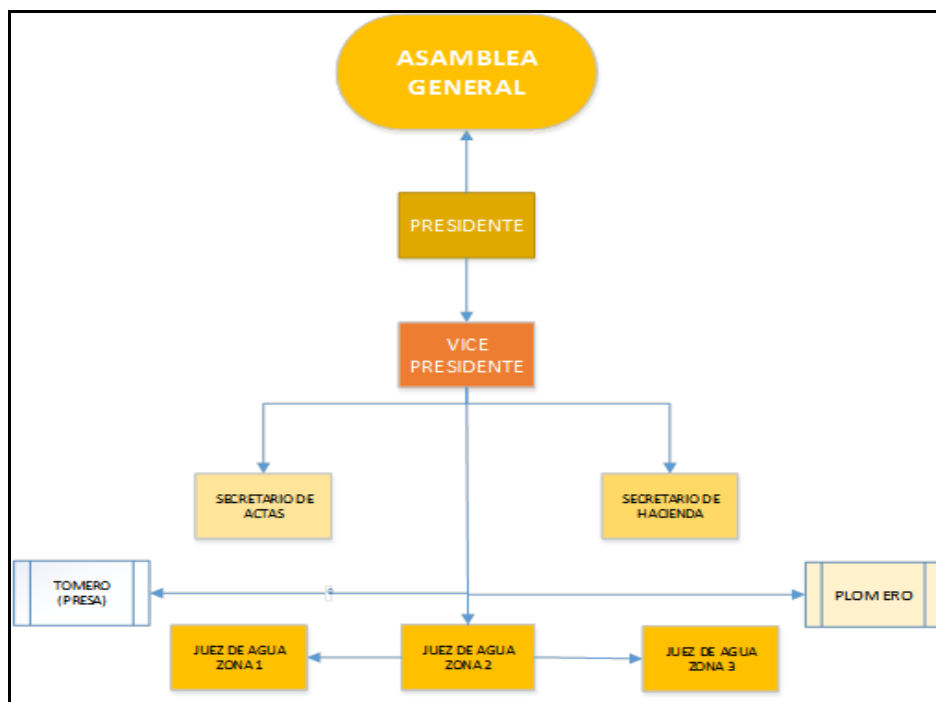 ASAMBLEA
GENERAL
PRESIDENTE
VICE
PRESIDENTE
SECRETARIO DE
ACTAS
SECRETARIO DE
HACIENDA
TOMERO
(PRESA)
PLOMERO
JUEZ DE AGUA
ZONA 1
JUEZ DE AGUA
ZONA 2
JUEZ DE AGUA
ZONA 3